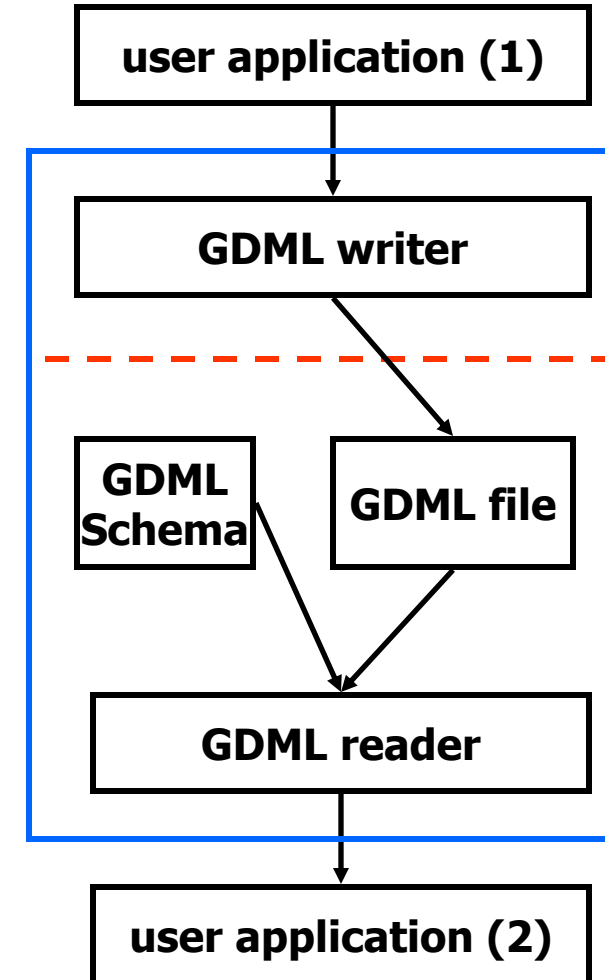 user application (1)
GDML writer
GDML
Schema
GDML file
GDML reader
user application (2)